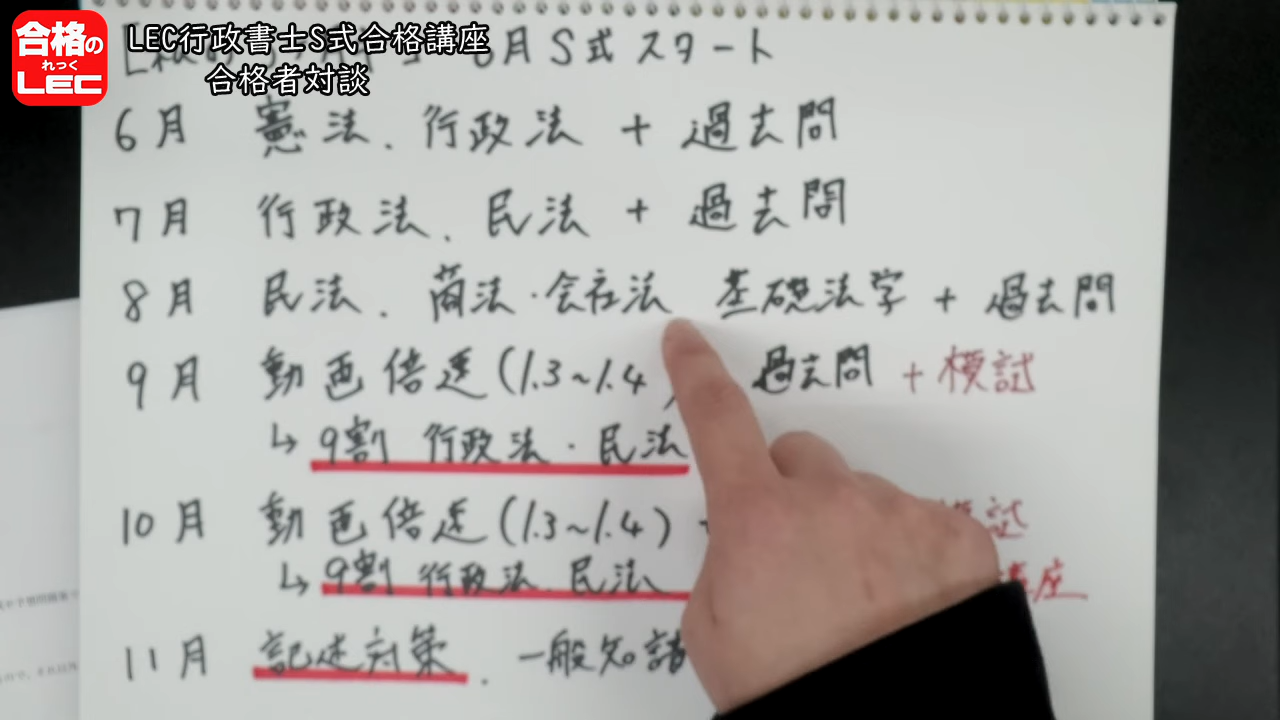 合格の
れっく
LEC
LEC行政書士S式合格講座
合格者対談
6月 S式 スタート
6月 憲法、行政法 + 過去問
7月 行政法、民法 + 過去問
8月 民法、商法・会社法 基礎法学 + 過去問
9月 動画倍速(1.3~1.4) 過去問 + 模試
↳ 9割 行政法・民法
10月 動画倍速(1.3~1.4) +
↳ 9割 行政法、民法 講座
11月 記述対策、一般知識